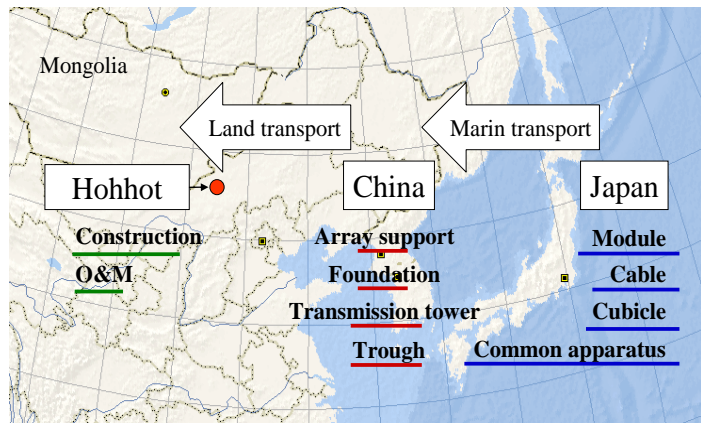 Mongolia
Land transport
Marin transport
Hohhot
China
Japan
Construction
Array support
Module
O&M
Foundation
Cable
Transmission tower
Cubicle
Trough
Common apparatus